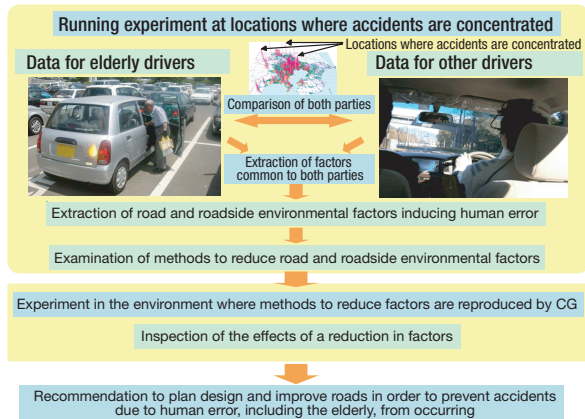 Running experiment at locations where accidents are concentrated
Locations where accidents are concentrated
Data for elderly drivers
Data for other drivers
Comparison of both parties
Extraction of factors
common to both parties
Extraction of road and roadside environmental factors inducing human error
Examination of methods to reduce road and roadside environmental factors
Experiment in the environment where methods to reduce factors are reproduced by CG
Inspection of the effects of a reduction in factors
Recommendation to plan design and improve roads in order to prevent accidents
due to human error, including the elderly, from occurring